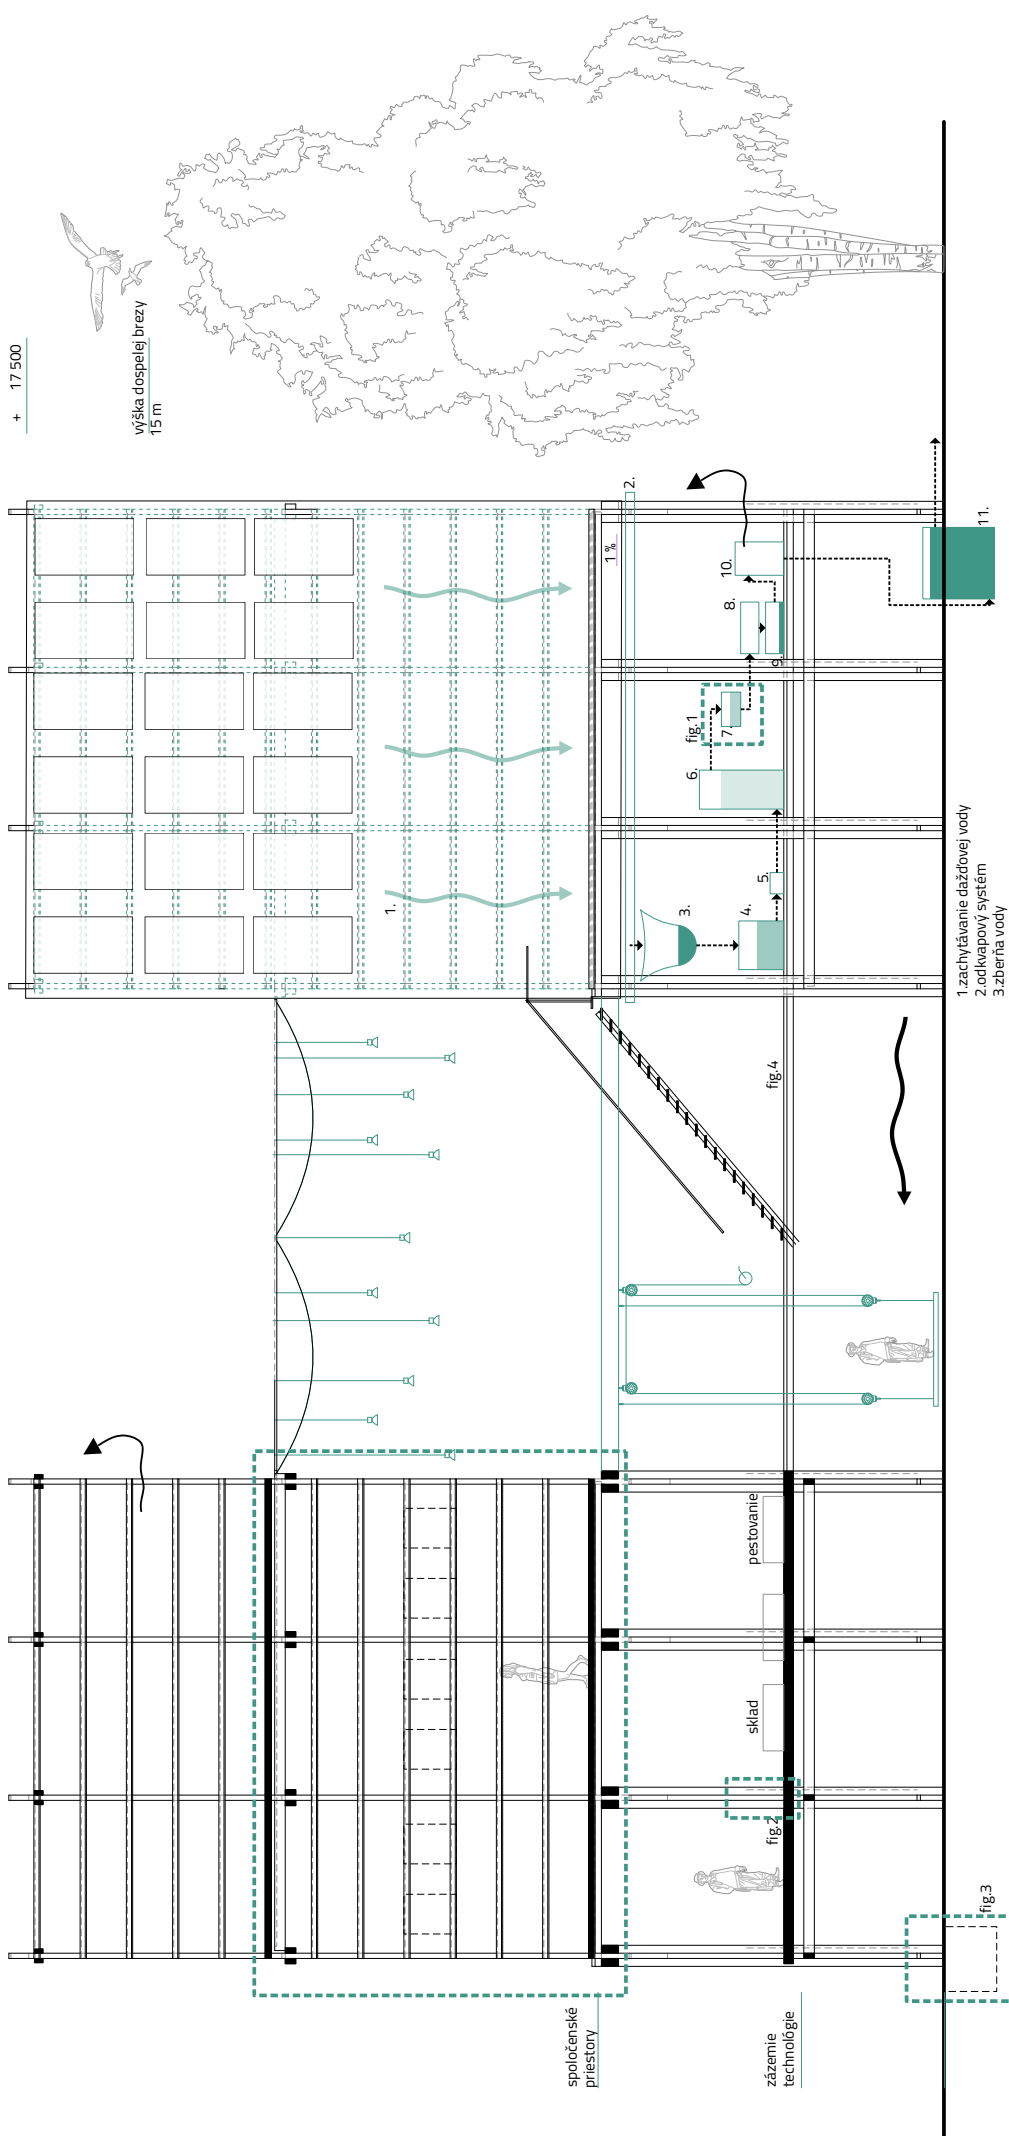 + 17 500
výška dospelej brezy
15 m
1.
2.
1 %
3.
4.
5.
6.
fig.1
7.
8.
9.
10.
11.
fig.4
1.zachytávanie dažďovej vody
2.odkvapový systém
3.zberňa vody
pestovanie
sklad
fig.2
fig.3
spoločenské
priestory
zázemie
technológie